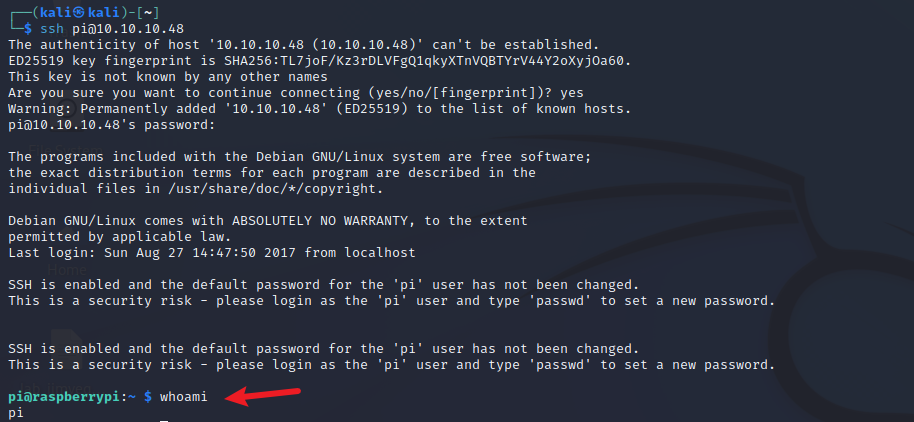 ┌──(kali㉿kali)-[~]
└─$ ssh pi@10.10.10.48
The authenticity of host '10.10.10.48 (10.10.10.48)' can't be established.
ED25519 key fingerprint is SHA256:TL7joF/Kz3rDLVFgQ1qkyXTnVQBTYrV44Y2oXyjOa60.
This key is not known by any other names
Are you sure you want to continue connecting (yes/no/[fingerprint])? yes
Warning: Permanently added '10.10.10.48' (ED25519) to the list of known hosts.
pi@10.10.10.48's password:
The programs included with the Debian GNU/Linux system are free software;
the exact distribution terms for each program are described in the
individual files in /usr/share/doc/*/copyright.
Debian GNU/Linux comes with ABSOLUTELY NO WARRANTY, to the extent
permitted by applicable law.
Last login: Sun Aug 27 14:47:50 2017 from localhost
Home
SSH is enabled and the default password for the 'pi' user has not been changed.
This is a security risk - please login as the 'pi' user and type 'passwd' to set a new password.
SSH is enabled and the default password for the 'pi' user has not been changed.
This is a security risk - please login as the 'pi' user and type 'passwd' to set a new password.
pi@raspberrypi:~ $ whoami
pi